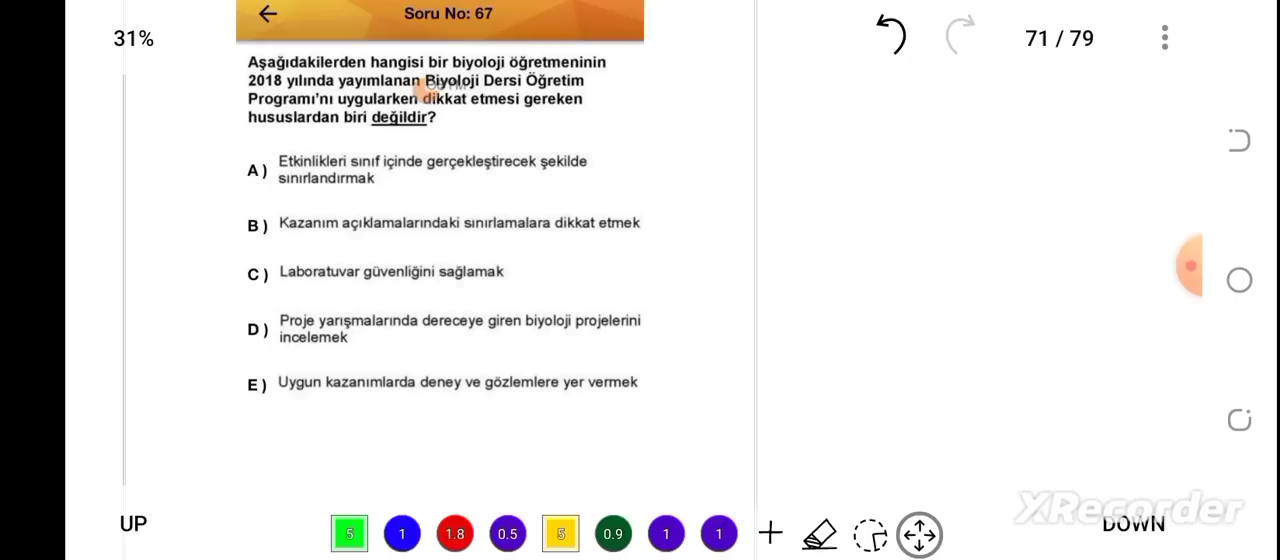 Soru No: 67
31%
71 / 79
Aşağıdakilerden hangisi bir biyoloji öğretmeninin
2018 yılında yayımlanan Biyoloji Dersi Öğretim
Programı'nı uygularken dikkat etmesi gereken
hususlardan biri değildir?
A) Etkinlikleri sınıf içinde gerçekleştirecek şekilde
sınırlandırmak
B) Kazanım açıklamalarındaki sınırlamalara dikkat etmek
C) Laboratuvar güvenliğini sağlamak
D) Proje yarışmalarında dereceye giren biyoloji projelerini
incelemek
E) Uygun kazanımlarda deney ve gözlemlere yer vermek
XRecorder
UP
DOWN
5 1 1.8 0.5 5 0.9 1 1